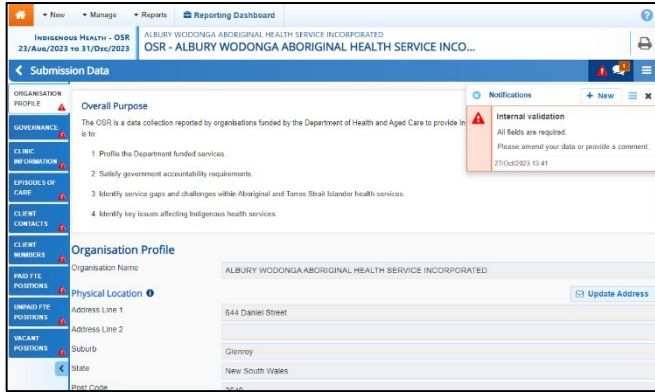 New
Manage
Reports
Reporting Dashboard
INDIGENOUS HEALTH - OSR
23/AUG/2023 TO 31/DEC/2023
ALBURY WODONGA ABORIGINAL HEALTH SERVICE INCORPORATED
OSR - ALBURY WODONGA ABORIGINAL HEALTH SERVICE INCO...
Submission Data
1
ORGANISATION
PROFILE
GOVERNANCE
CLINIC
INFORMATION
EPISODES OF
CARE
CLIENT
CONTACTS
CLIENT
NUMBERS
PAID FTE
POSITIONS
UNPAID FTE
POSITIONS
VACANT
POSITIONS
Overall Purpose
The OSR is a data collection reported by organisations funded by the Department of Health and Aged Care to provide In
is to:
1. Profile the Department funded services.
2. Satisfy government accountability requirements.
3. Identify service gaps and challenges within Aboriginal and Torres Strait Islander health services.
4. Identify key issues affecting Indigenous health services.
Notifications
+ New
Internal validation
All fields are required.
Please amend your data or provide a comment.
27/Oct/2023 13:41
Organisation Profile
Organisation Name
ALBURY WODONGA ABORIGINAL HEALTH SERVICE INCORPORATED
Physical Location
Update Address
Address Line 1
644 Daniel Street
Address Line 2
Suburb
Glenroy
State
New South Wales
Post Code
2640